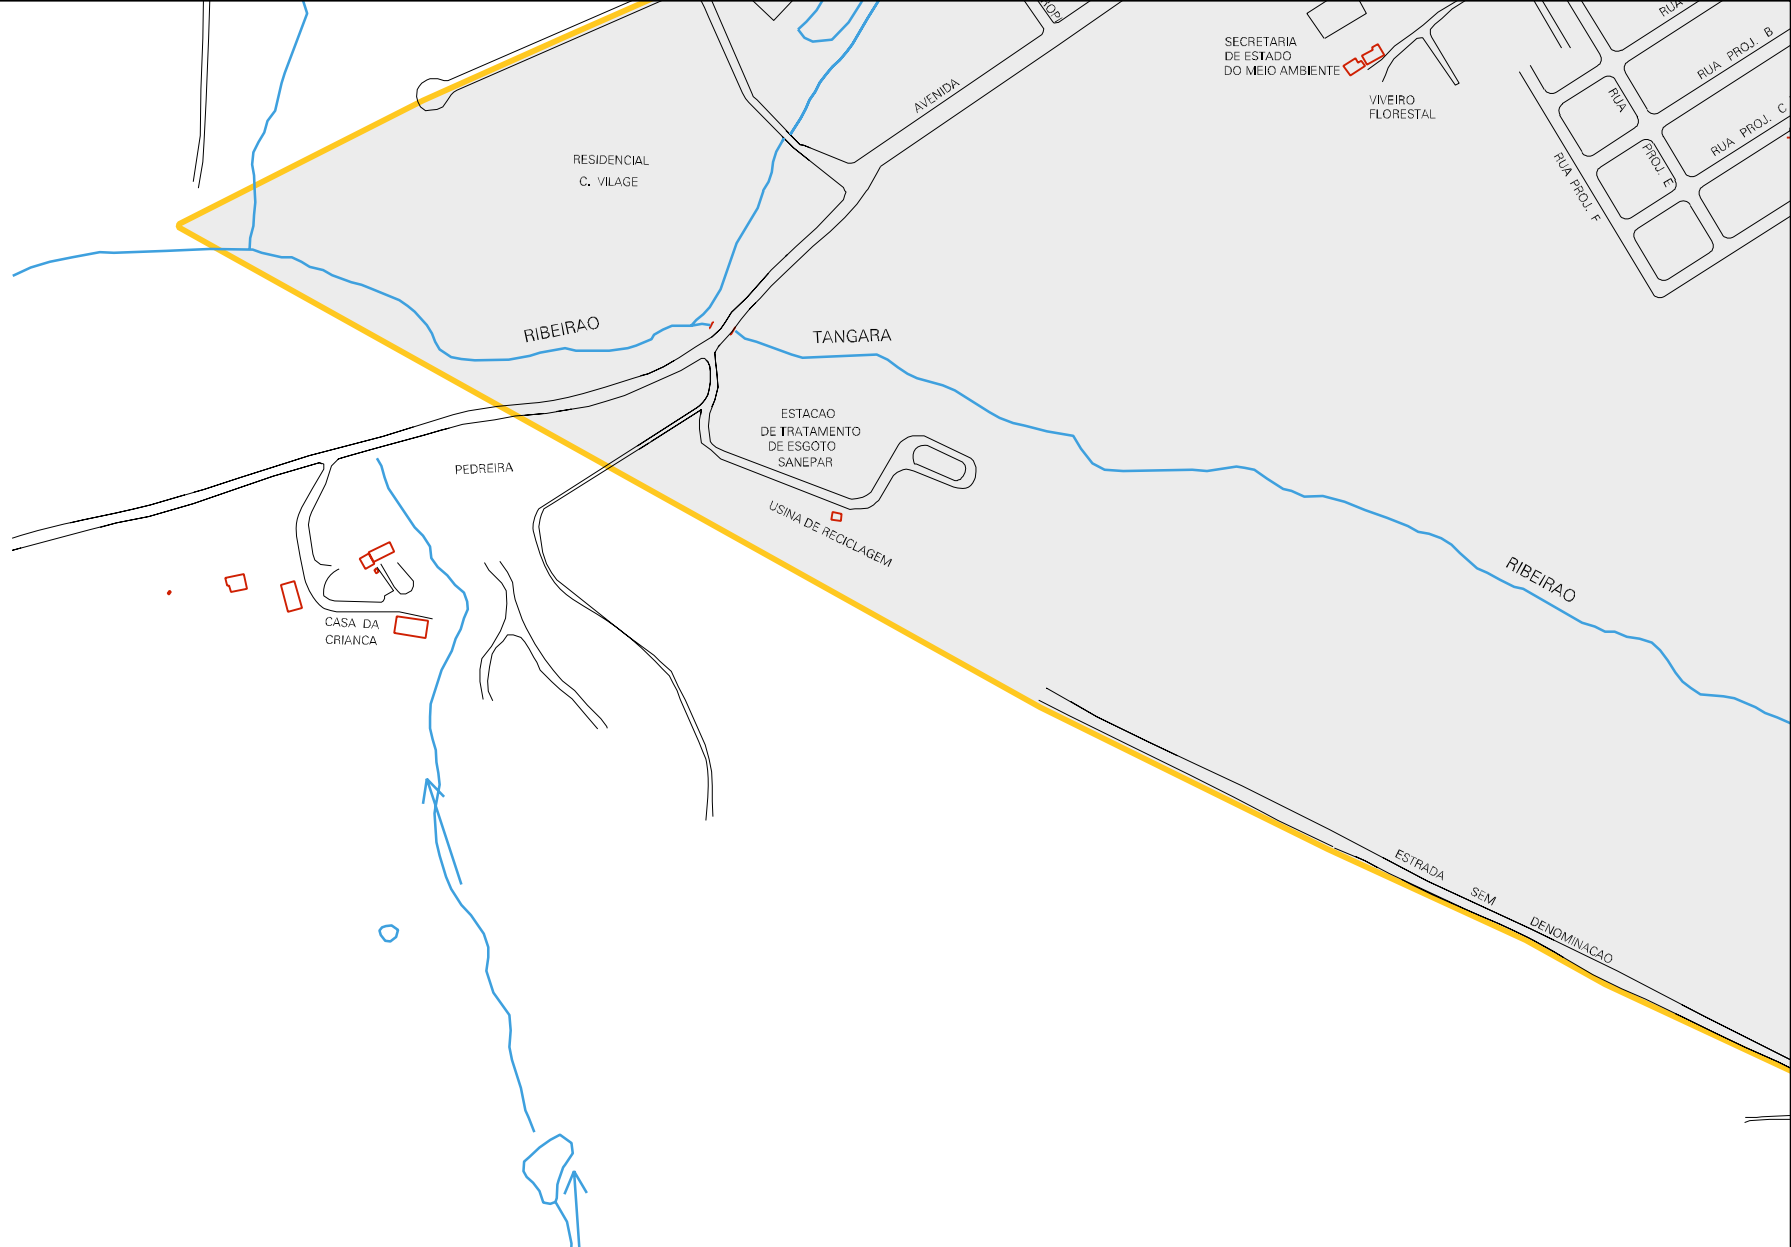 RUA
RUA PROJ. B
SECRETARIA
DE ESTADO
DO MEIO AMBIENTE
VIVEIRO
FLORESTAL
AVENIDA
RUA
PROJ. E
RUA PROJ. C
RUA PROJ. F
RESIDENCIAL
C. VILAGE
RIBEIRAO
TANGARA
ESTACAO
DE TRATAMENTO
DE ESGOTO
SANEPAR
PEDREIRA
USINA DE RECICLAGEM
RIBEIRAO
CASA DA
CRIANCA
ESTRADA SEM DENOMINACAO